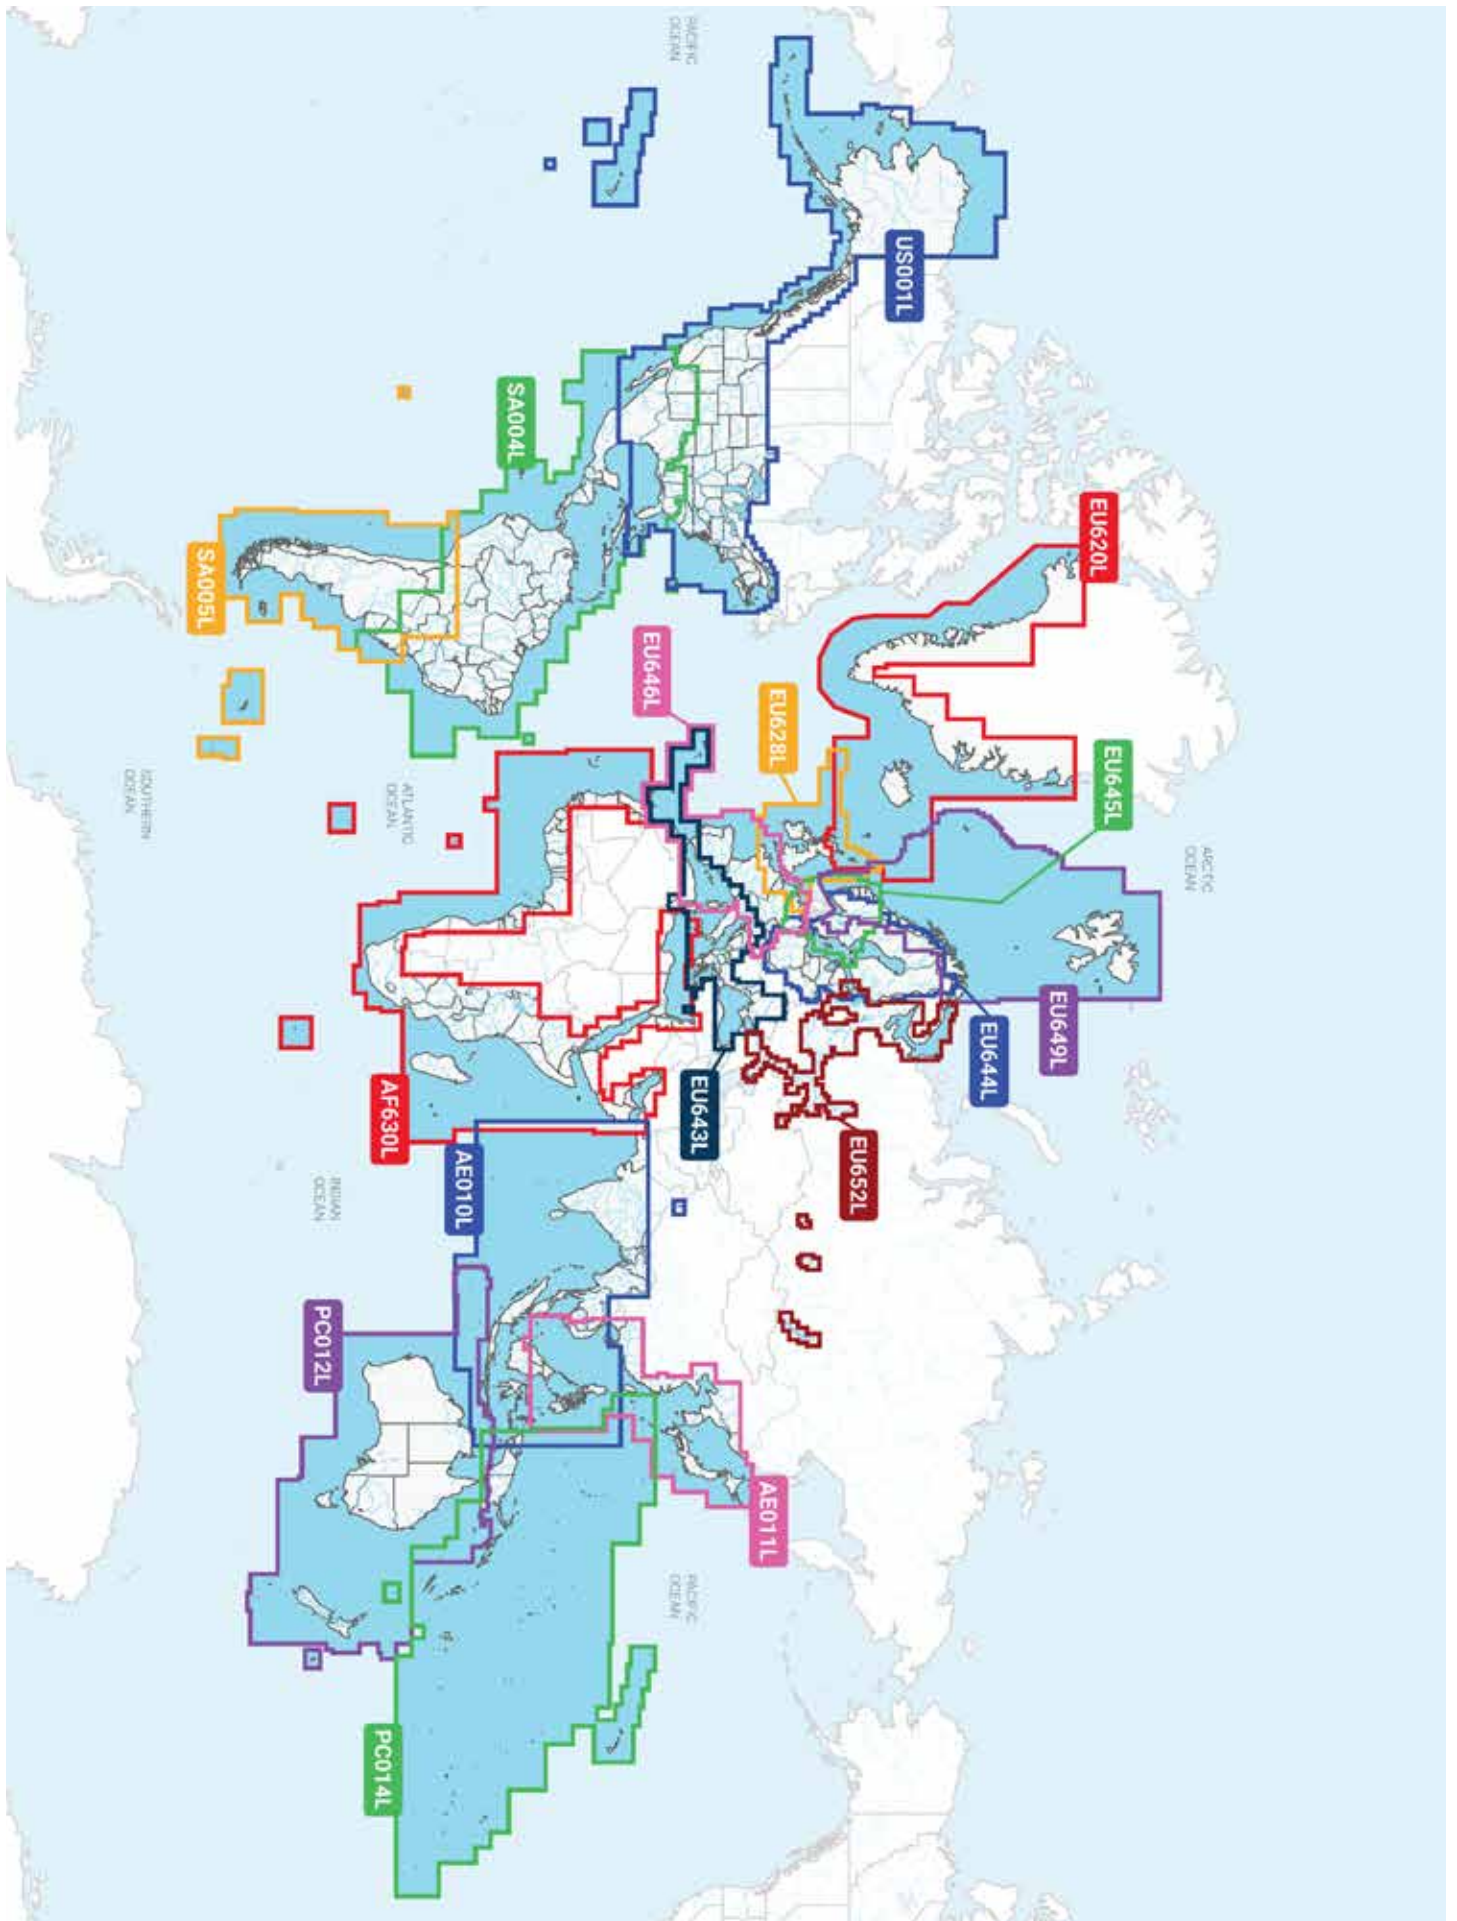 ARCTIC
OCEAN
EU620L
EU645L
EU649L
EU644L
US001L
EU628L
EU652L
PACIFIC
OCEAN
EU646L
EU643L
AE011L
PACIFIC
OCEAN
SA004L
AE010L
ATLANTIC
OCEAN
AF630L
PC014L
INDIAN
OCEAN
PC012L
SA005L
SOUTHERN
OCEAN